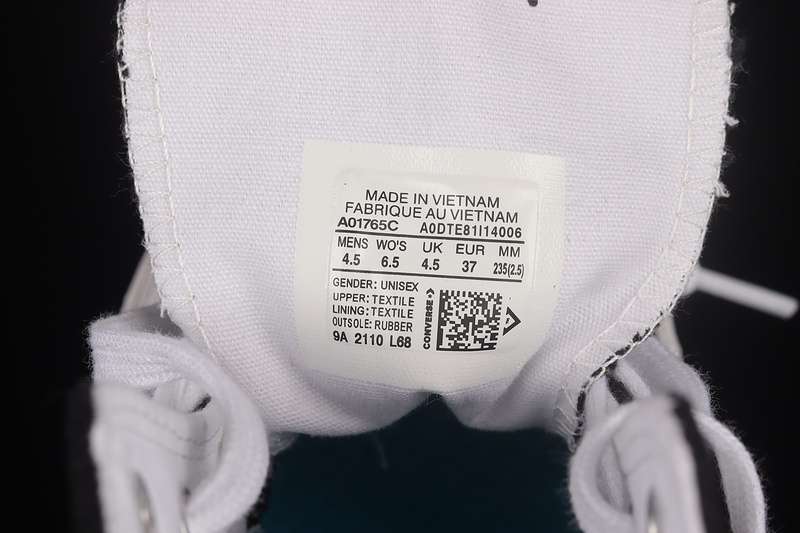 MADE IN VIETNAM
FABRIQUE AU VIETNAM
A01765C A0DTE81I14006
MENS WO'S UK EUR MM
4.5 6.5 4.5 37 235(2.5)
GENDER: UNISEX
UPPER: TEXTILE
LINING: TEXTILE
OUTSOLE: RUBBER
9A 2110 L68
CONVERSE